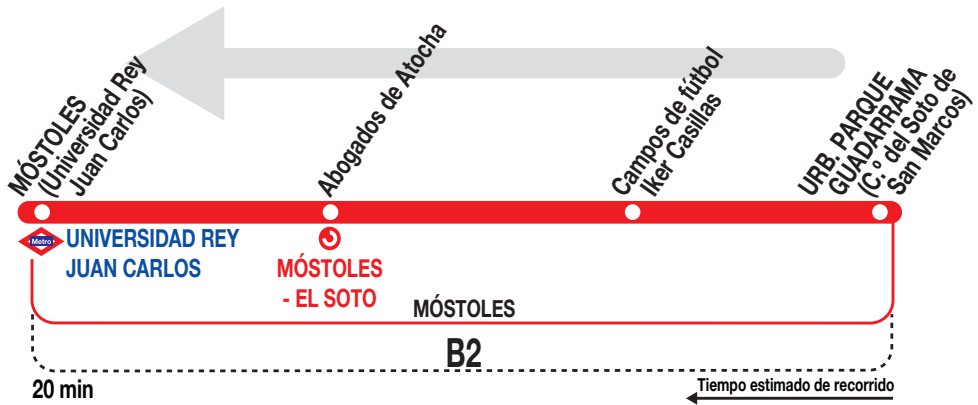 MÓSTOLES
(Universidad Rey
Juan Carlos)
Abogados de Atocha
Campos de fútbol
Iker Casillas
URB. PARQUE
GUADARRAMA
(C.º del Soto de
San Marcos)
Metro
UNIVERSIDAD REY
JUAN CARLOS
MÓSTOLES
- EL SOTO
MÓSTOLES
B2
20 min
Tiempo estimado de recorrido